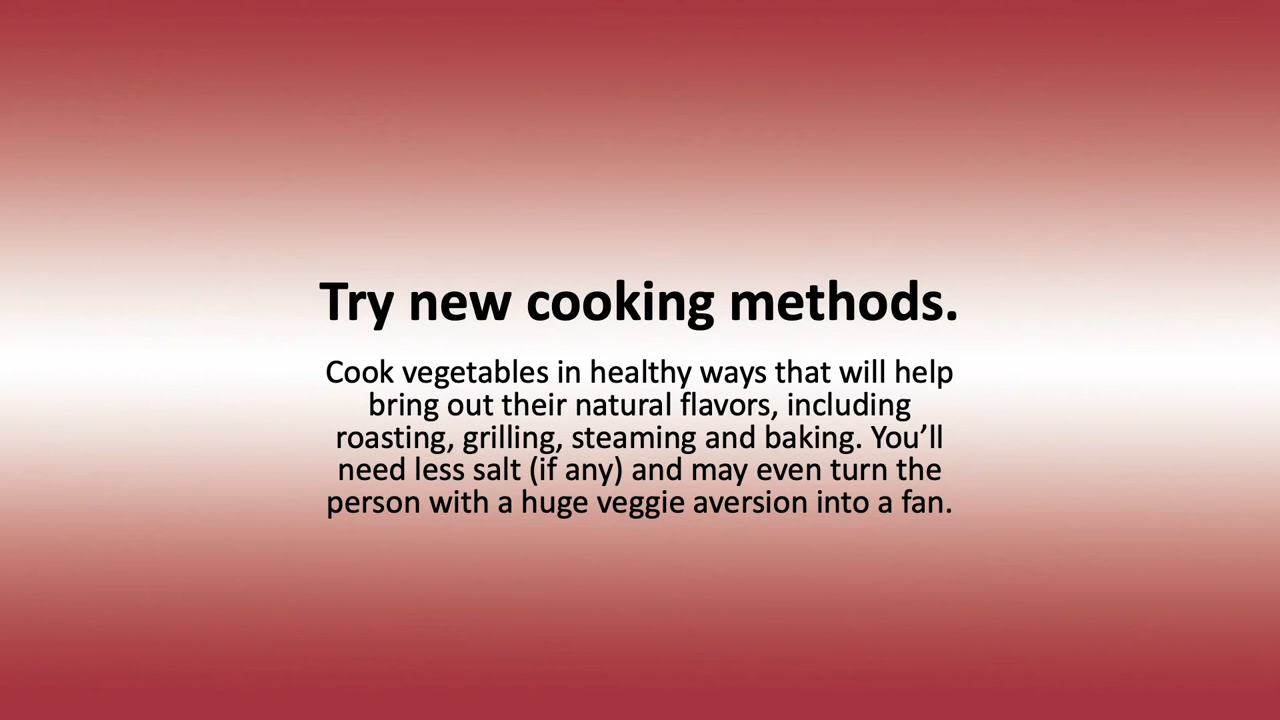 Try new cooking methods.
Cook vegetables in healthy ways that will help
bring out their natural flavors, including
roasting, grilling, steaming and baking. You’ll
need less salt (if any) and may even turn the
person with a huge veggie aversion into a fan.